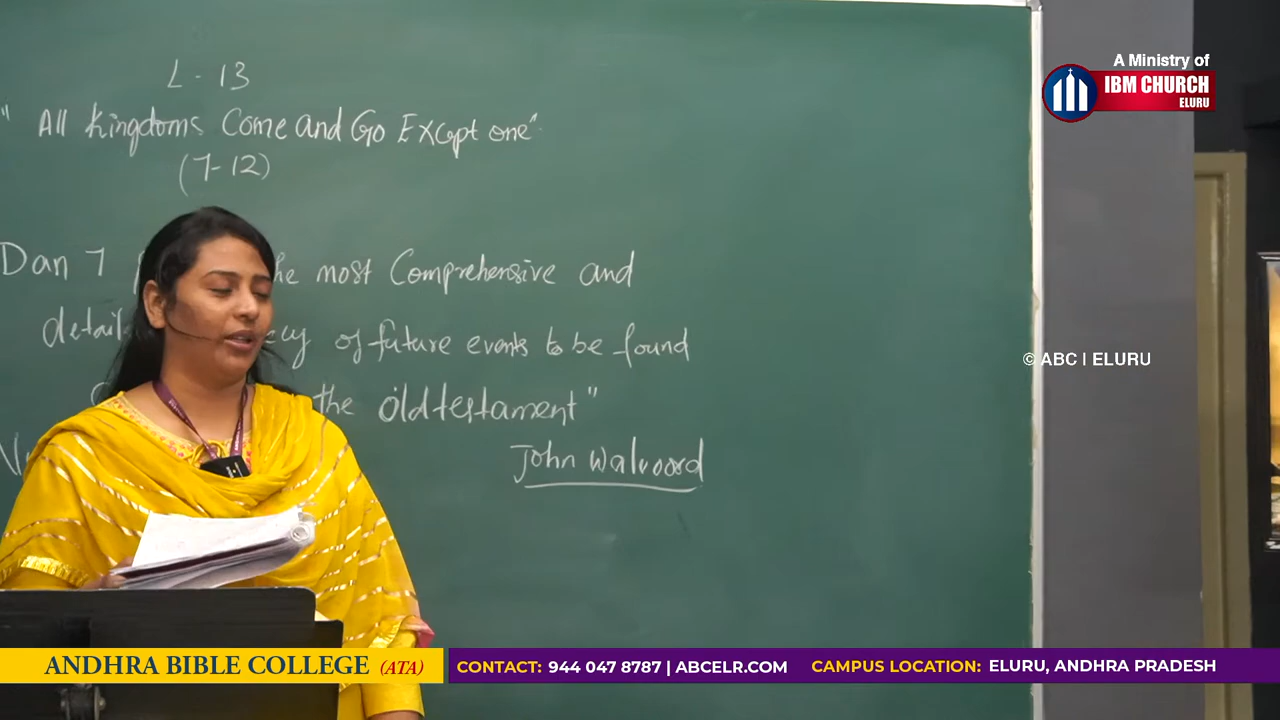 L - 13
" All Kingdoms Come and Go Except one"
(7-12)
Dan 7 the most Comprehensive and
detail ecy of future events to be found
the old testament"
John Walvoord
A Ministry of
IBM CHURCH
ELURU
© ABC | ELURU
ANDHRA BIBLE COLLEGE (ATA)
CONTACT: 944 047 8787 | ABCELR.COM CAMPUS LOCATION: ELURU, ANDHRA PRADESH